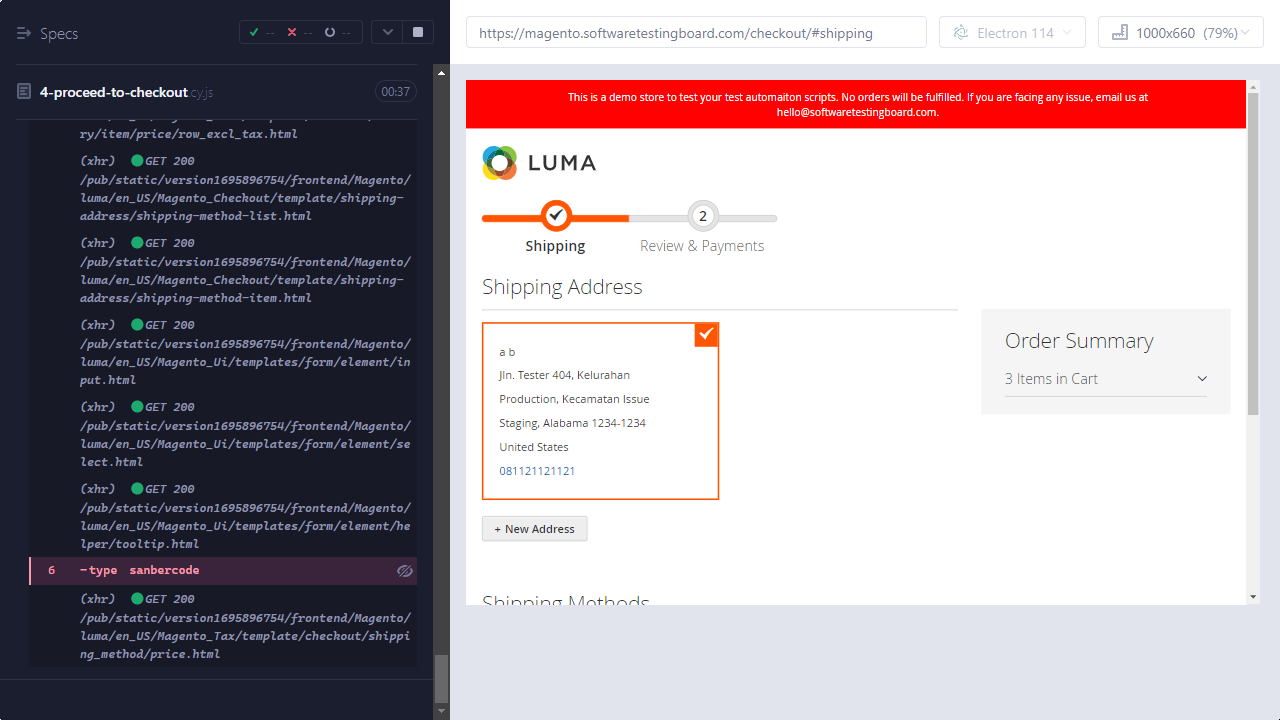 Specs
-- -- --
4-proceed-to-checkout.cy.js
00:37
ry/item/price/row_excl_tax.html
(xhr) GET 200
/pub/static/version1695896754/frontend/Magento/
luma/en_US/Magento_Checkout/template/shipping-
address/shipping-method-list.html
(xhr) GET 200
/pub/static/version1695896754/frontend/Magento/
luma/en_US/Magento_Checkout/template/shipping-
address/shipping-method-item.html
(xhr) GET 200
/pub/static/version1695896754/frontend/Magento/
luma/en_US/Magento_Ui/templates/form/element/in
put.html
(xhr) GET 200
/pub/static/version1695896754/frontend/Magento/
luma/en_US/Magento_Ui/templates/form/element/se
lect.html
(xhr) GET 200
/pub/static/version1695896754/frontend/Magento/
luma/en_US/Magento_Ui/templates/form/element/he
lper/tooltip.html
6 -type sanbercode
(xhr) GET 200
/pub/static/version1695896754/frontend/Magento/
luma/en_US/Magento_Tax/template/checkout/shippi
ng_method/price.html
https://magento.softwaretestingboard.com/checkout/#shipping
Electron 114
1000x660 (79%)
This is a demo store to test your test automaiton scripts. No orders will be fulfilled. If you are facing any issue, email us at
hello@softwaretestingboard.com.
LUMA
2
Shipping
Review & Payments
Shipping Address
a b
Jln. Tester 404, Kelurahan
Production, Kecamatan Issue
Staging, Alabama 1234-1234
United States
081121121121
+ New Address
Shipping Methods
Order Summary
3 Items in Cart